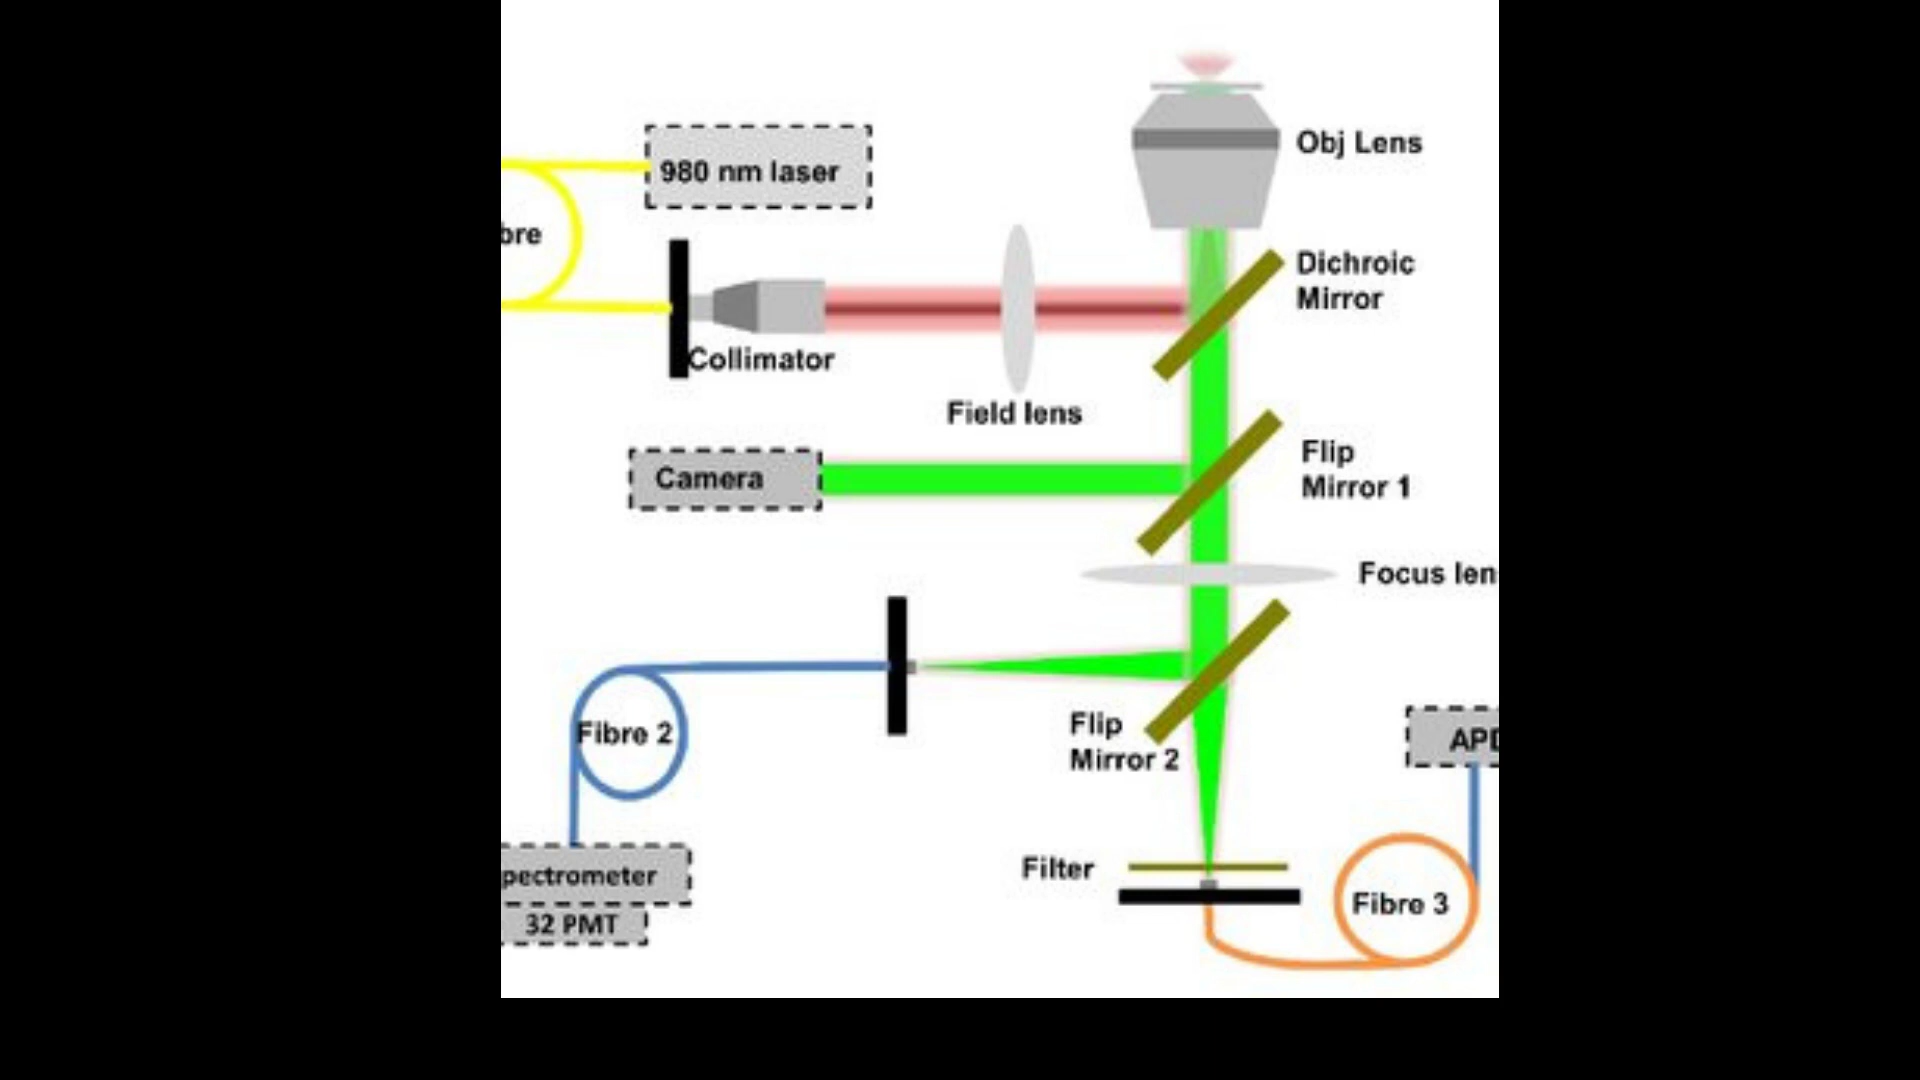 980 nm laser
Obj Lens
bre
Dichroic
Mirror
Collimator
Field lens
Camera
Flip
Mirror 1
Focus len
Fibre 2
Flip
Mirror 2
APD
pectrometer
32 PMT
Filter
Fibre 3